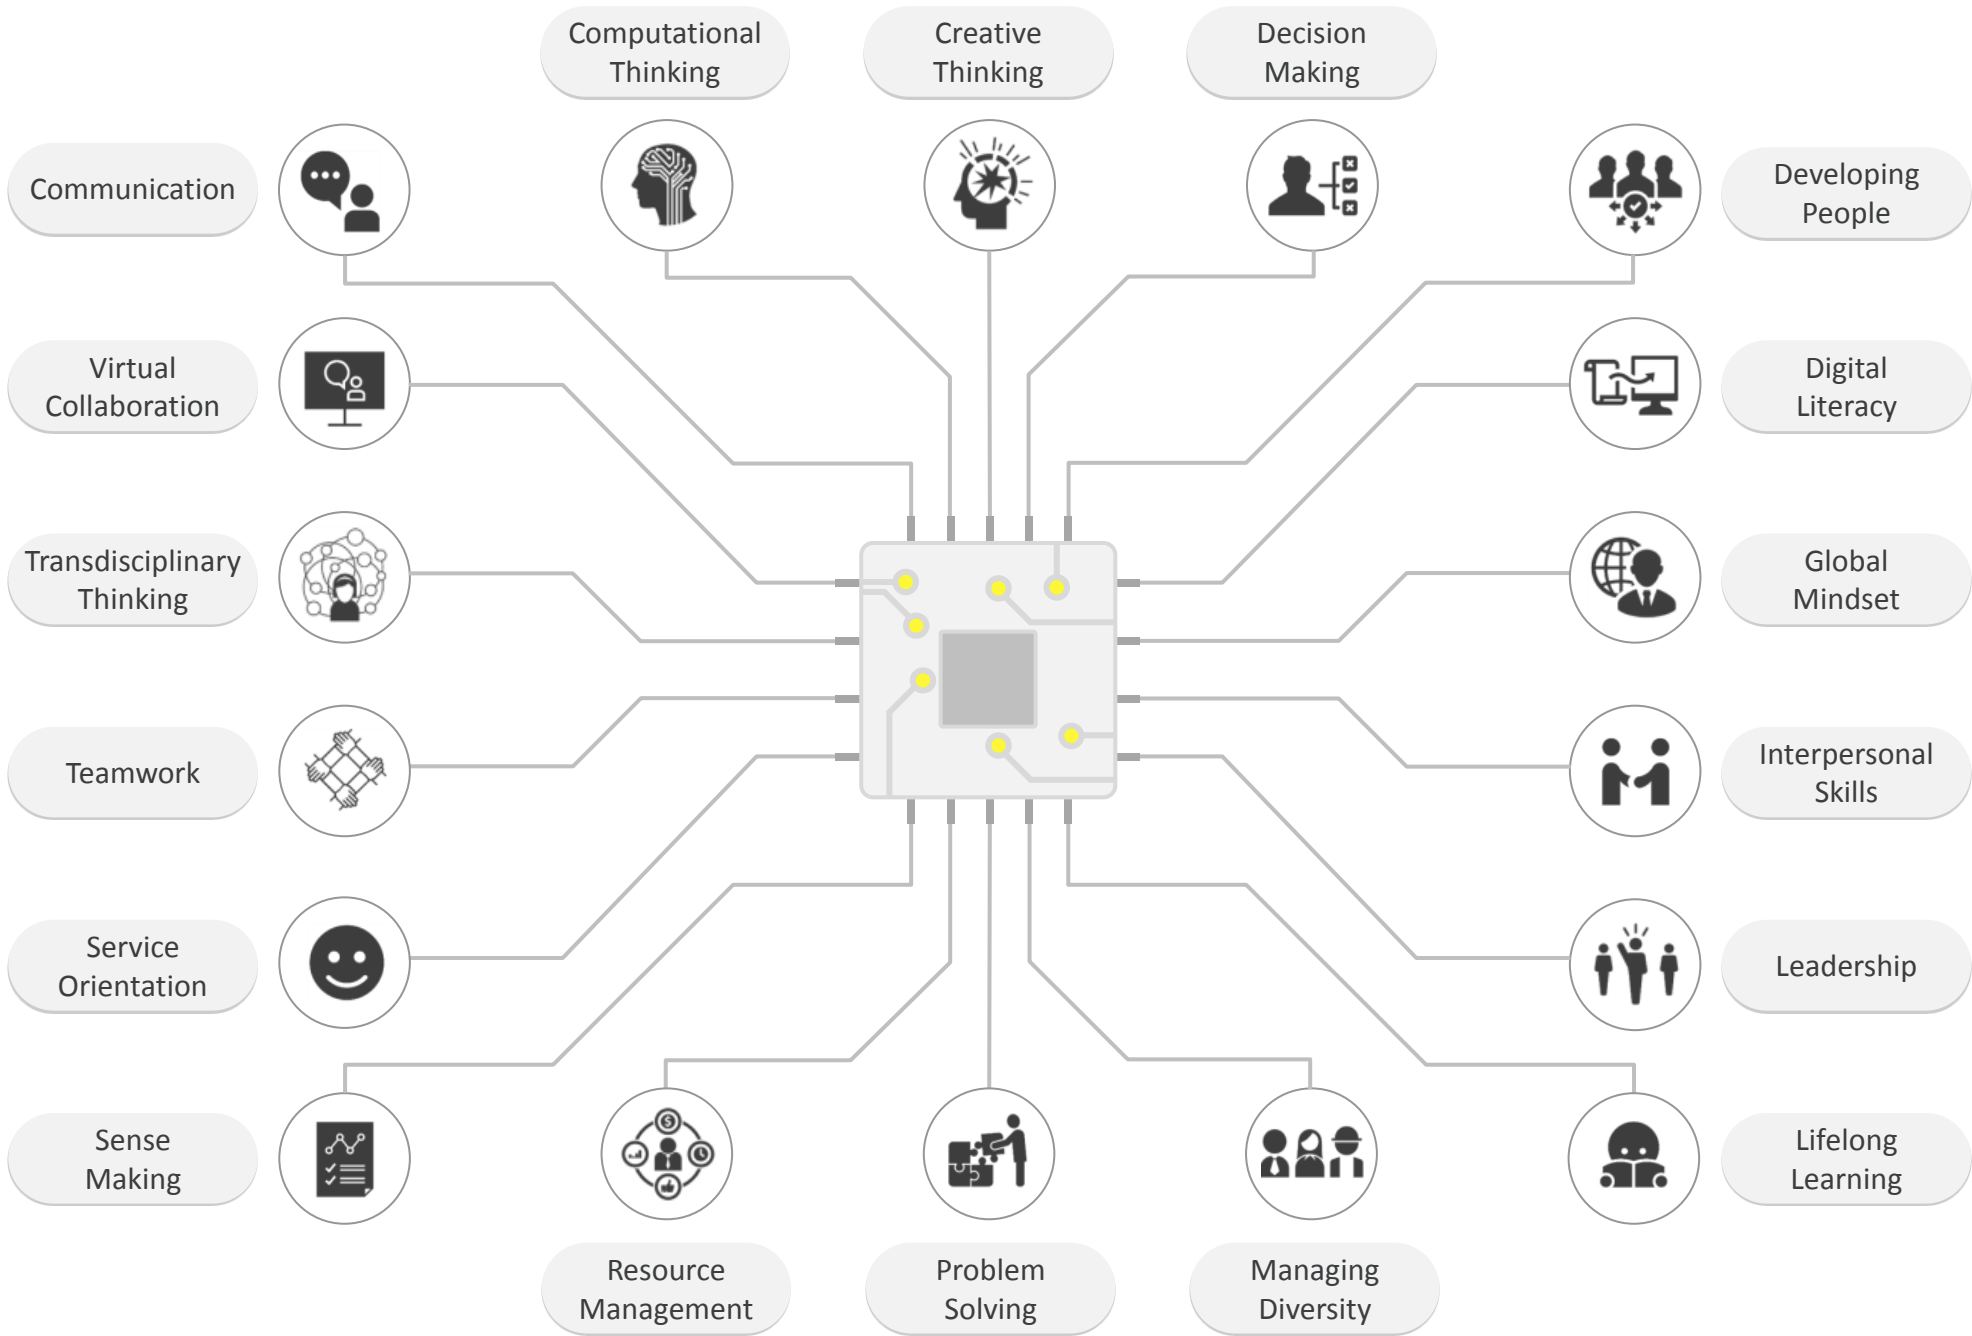 Computational
Thinking
Creative
Thinking
Decision
Making
Communication
Developing
People
Virtual
Collaboration
Digital
Literacy
Transdisciplinary
Thinking
Global
Mindset
Teamwork
Interpersonal
Skills
Service
Orientation
Leadership
Sense
Making
Lifelong
Learning
Resource
Management
Problem
Solving
Managing
Diversity